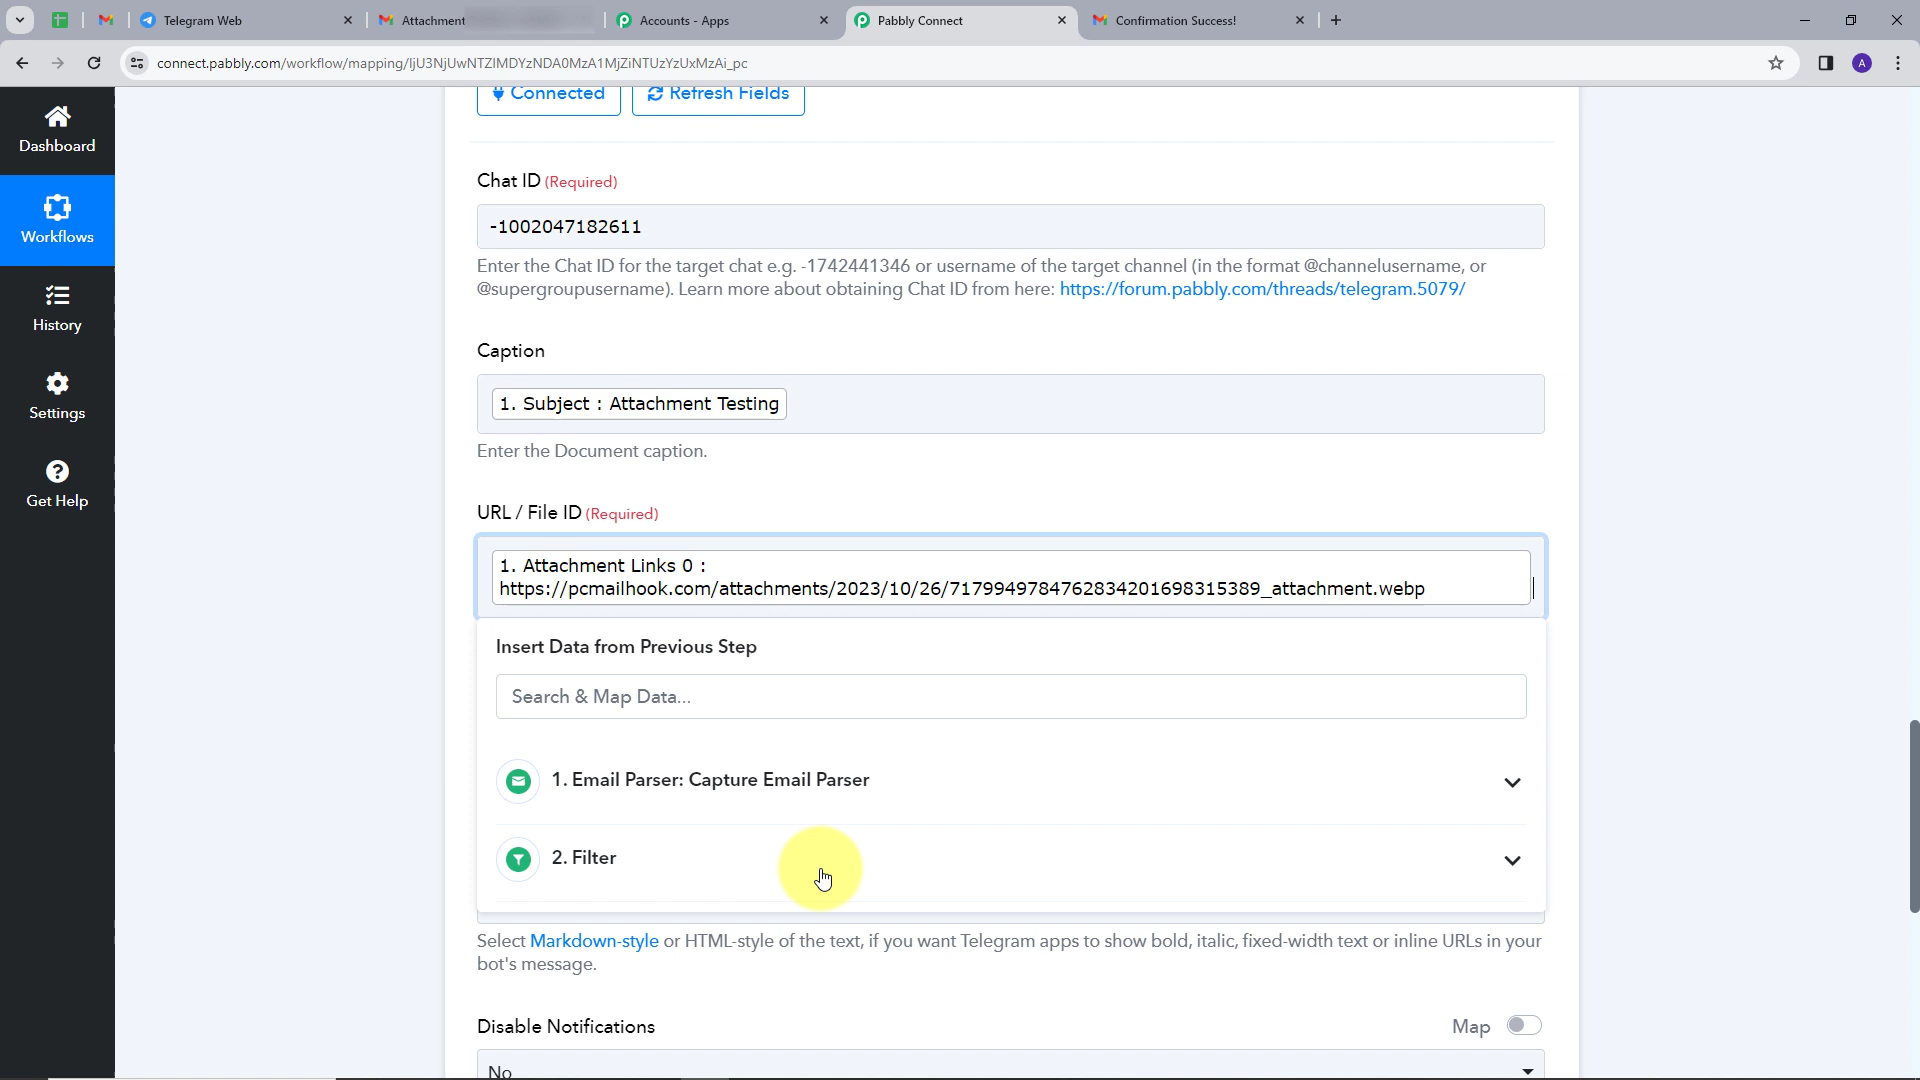 Telegram Web
Attachment
Accounts - Apps
Pabbly Connect
Confirmation Success!
connect.pabbly.com/workflow/mapping/IjU3NjUwNTZlMDYzNDA0MzA1MjZiNTUzYzUxMzAi_pc
A
Dashboard
Workflows
History
Settings
Get Help
Connected
Refresh Fields
Chat ID (Required)
-1002047182611
Enter the Chat ID for the target chat e.g. -1742441346 or username of the target channel (in the format @channelusername, or
@supergroupusername). Learn more about obtaining Chat ID from here: https://forum.pabbly.com/threads/telegram.5079/
Caption
1. Subject : Attachment Testing
Enter the Document caption.
URL / File ID (Required)
1. Attachment Links 0 :
https://pcmailhook.com/attachments/2023/10/26/7179949784762834201698315389_attachment.webp
Insert Data from Previous Step
Search & Map Data...
1. Email Parser: Capture Email Parser
2. Filter
Select Markdown-style or HTML-style of the text, if you want Telegram apps to show bold, italic, fixed-width text or inline URLs in your
bot's message.
Disable Notifications
Map
No